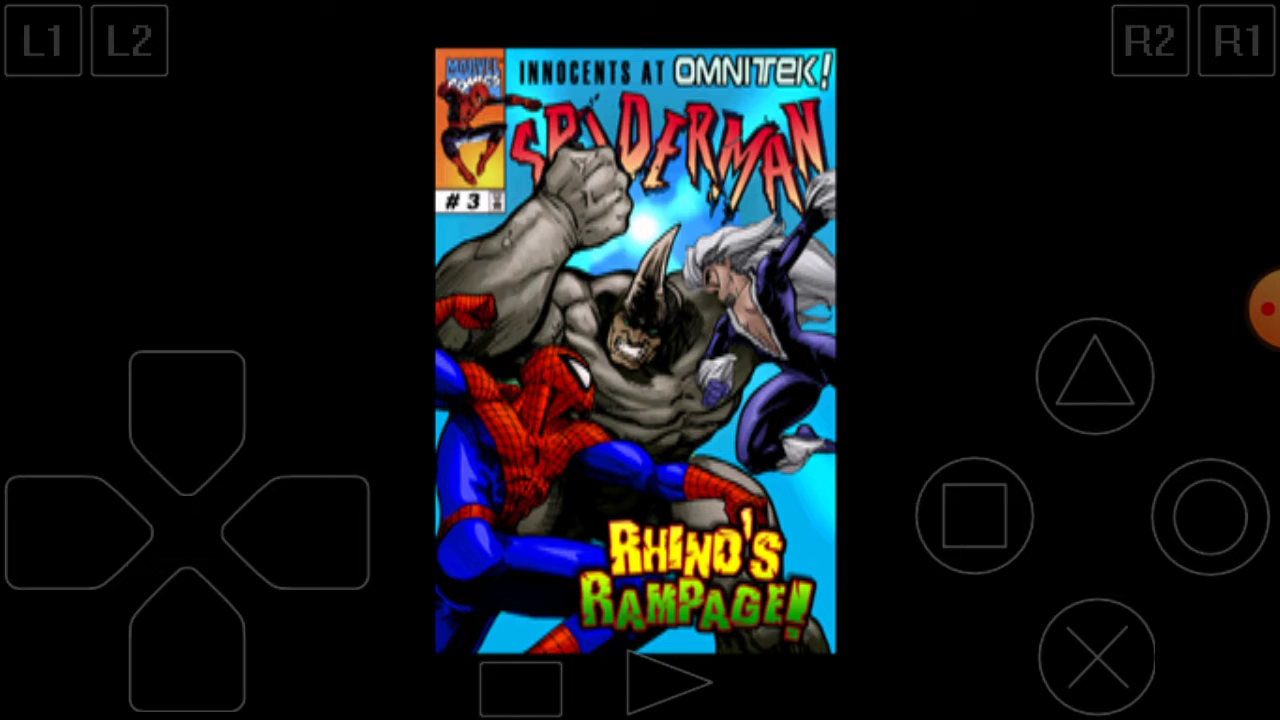 L1
L2
R2
R1
MARVEL
COMICS
INNOCENTS AT OMNITEK!
SPIDERMAN
# 3
RHINO'S
RAMPAGE!